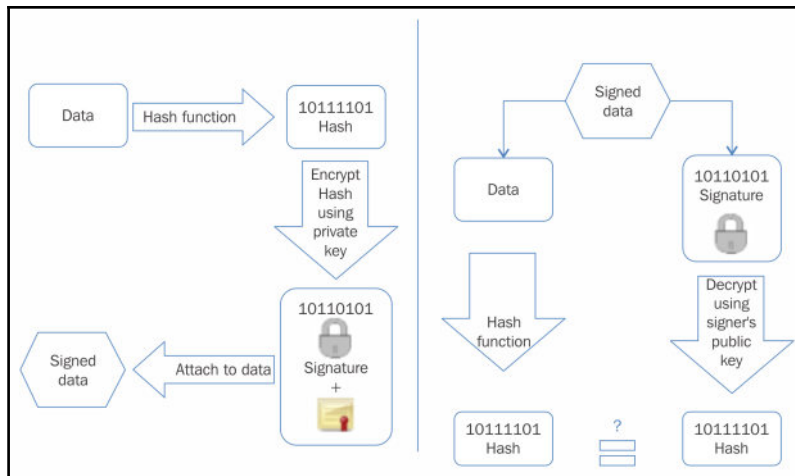 Data
Hash function
10111101
Hash
Encrypt
Hash
using
private
key
10110101
Signature
+
Attach to data
Signed
data
Signed
data
Data
10110101
Signature
Hash
function
Decrypt
using
signer's
public
key
10111101
Hash
?
10111101
Hash